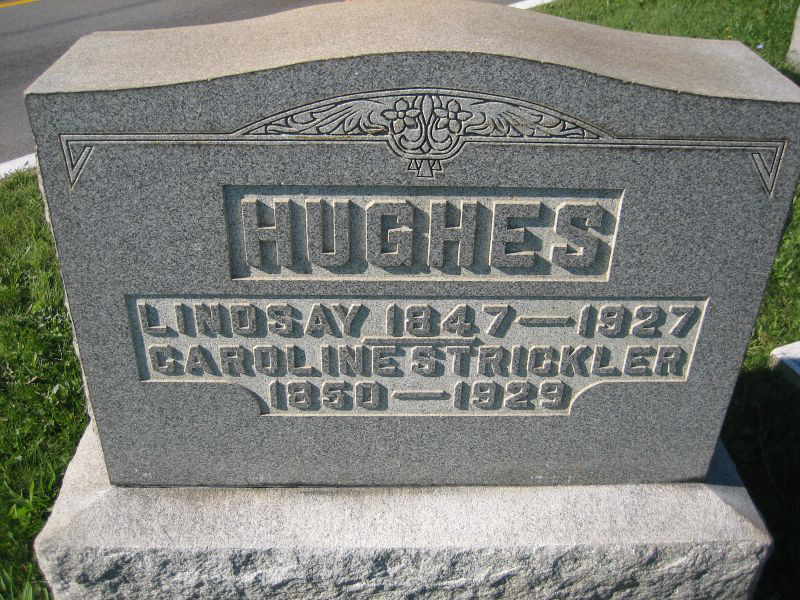 HUGHES
LINDSAY 1847—1927
CAROLINE STRICKLER
1850—1929